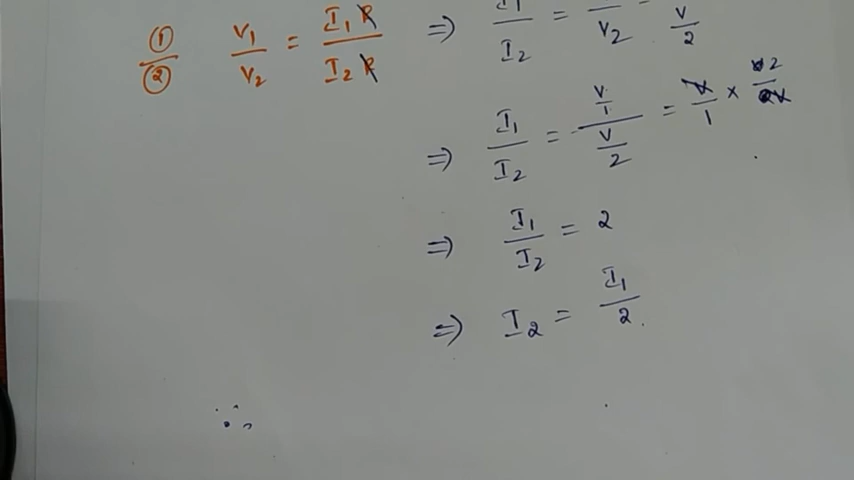 ①/② V₁/V₂ = I₁R/I₂R ⇒ I₁/I₂ = /V₂ = V/2
⇒ I₁/I₂ = V/1 / V/2 = V/1 × 2/V
⇒ I₁/I₂ = 2
⇒ I₂ = I₁/2.
∴